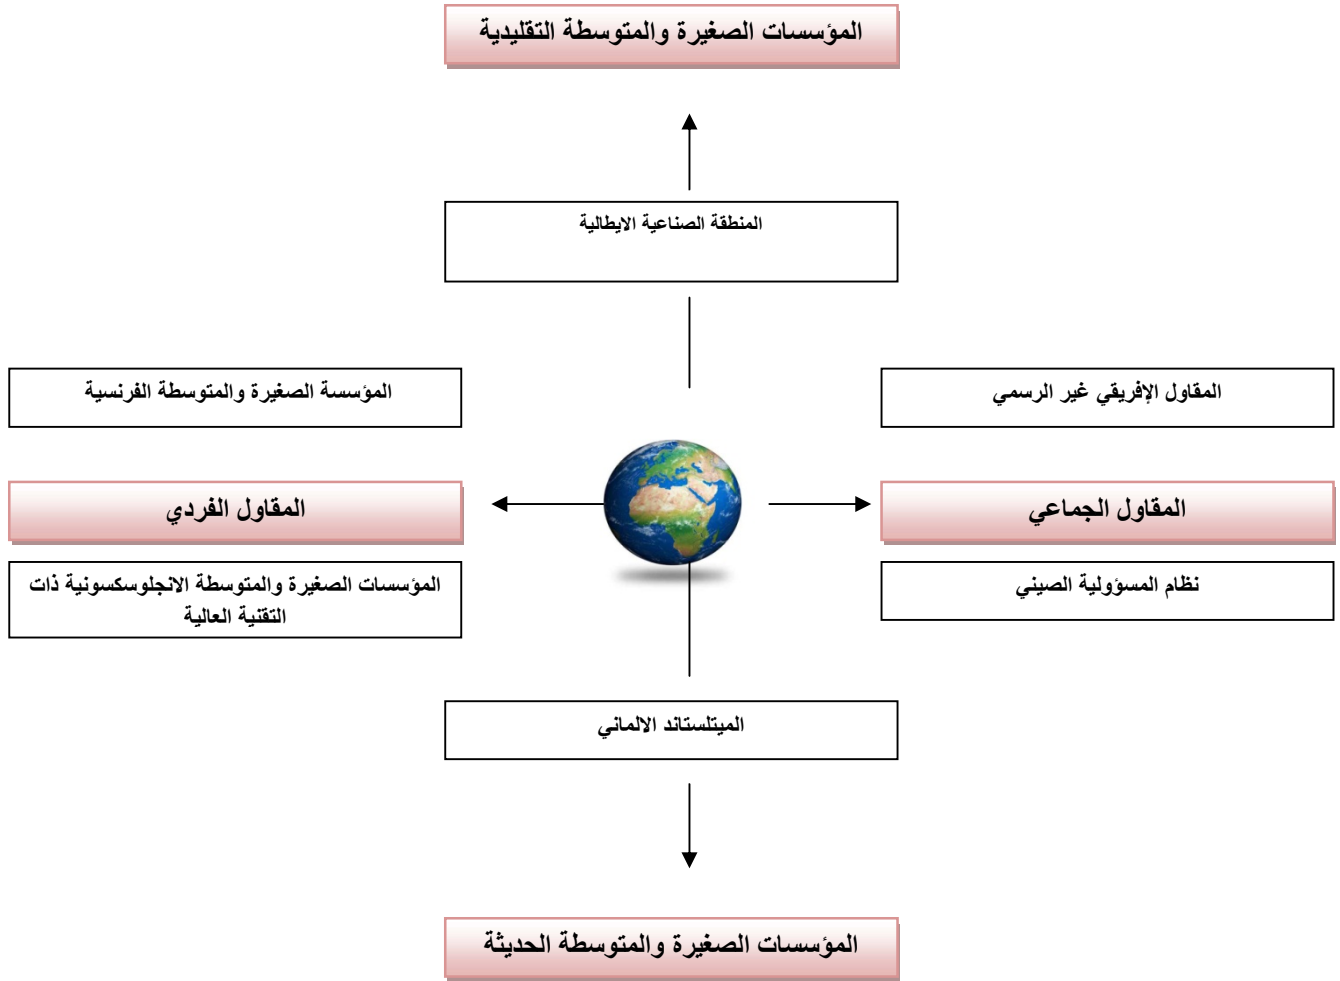 المؤسسات الصغيرة والمتوسطة التقليدية
المنطقة الصناعية الايطالية
المقاول الإفريقي غير الرسمي
المؤسسة الصغيرة والمتوسطة الفرنسية
المقاول الجماعي
المقاول الفردي
نظام المسؤولية الصيني
المؤسسات الصغيرة والمتوسطة الانجلوسكسونية ذات
التقنية العالية
الميتلستاند الالماني
المؤسسات الصغيرة والمتوسطة الحديثة